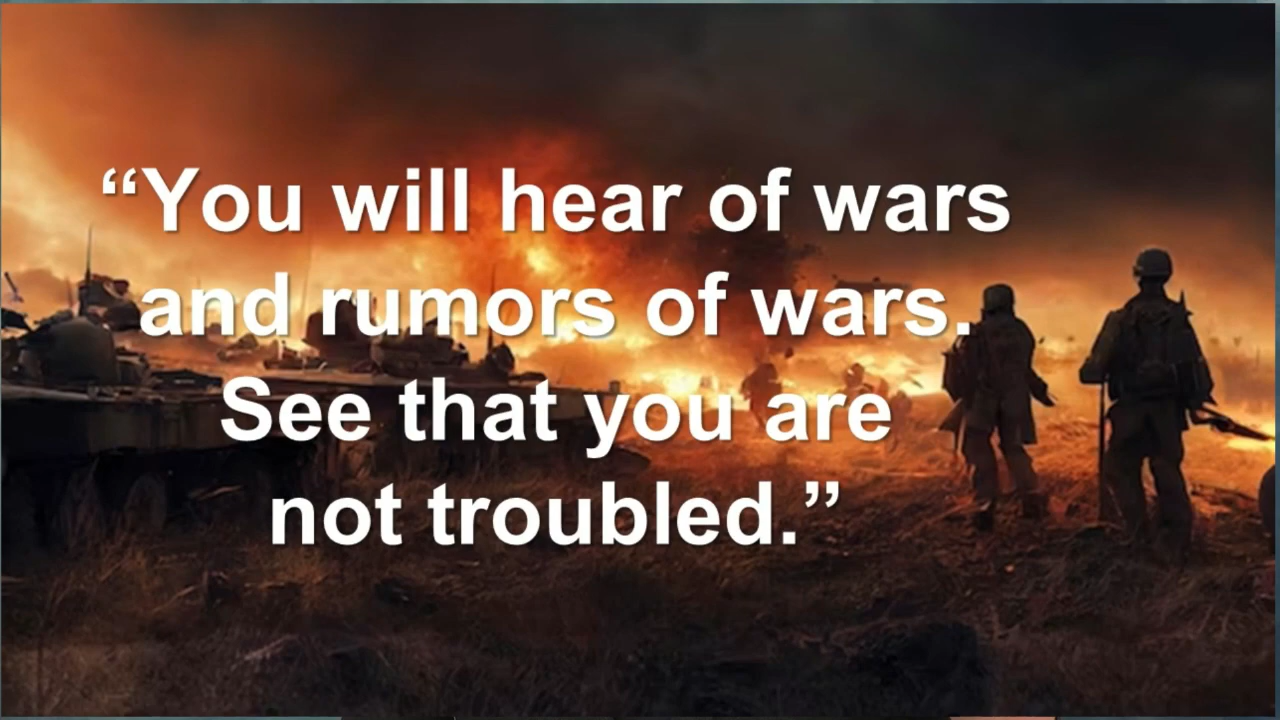 “You will hear of wars
and rumors of wars.
See that you are
not troubled.”